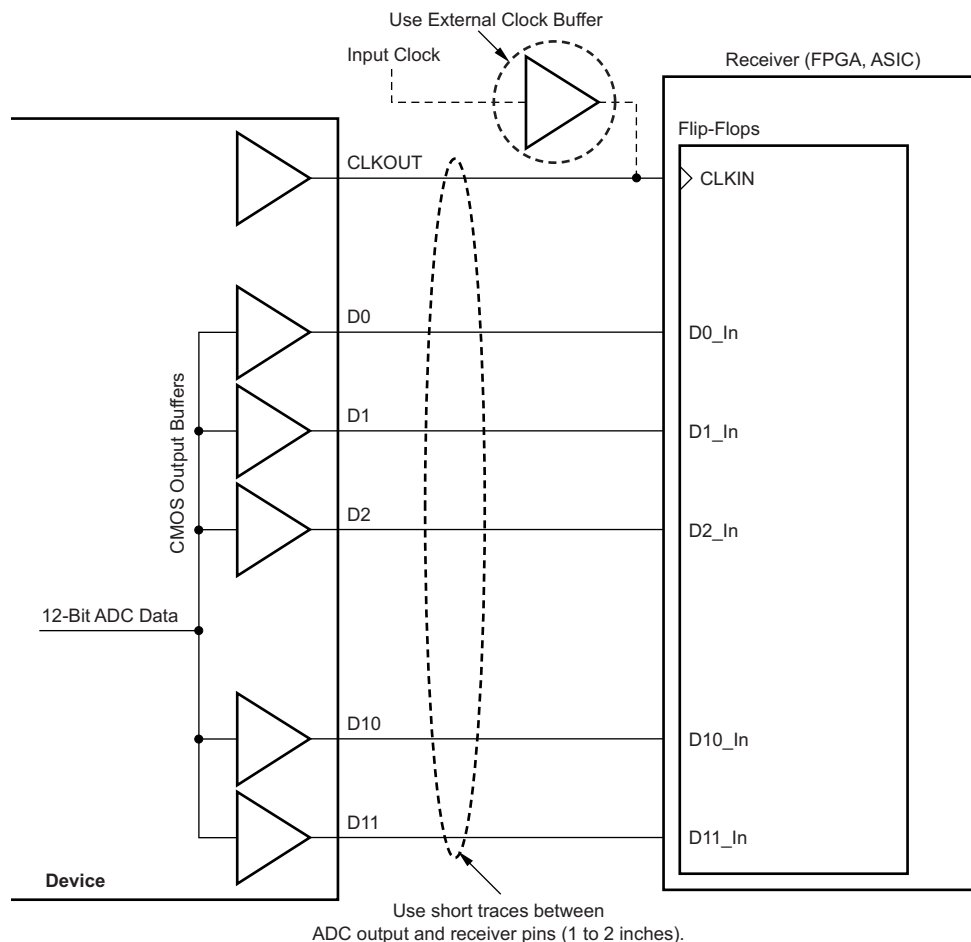 Use External Clock Buffer
Input Clock
Receiver (FPGA, ASIC)
Flip-Flops
CLKOUT
CLKIN
D0
D0_In
CMOS Output Buffers
D1
D1_In
D2
D2_In
12-Bit ADC Data
D10
D10_In
D11
D11_In
Device
Use short traces between
ADC output and receiver pins (1 to 2 inches).